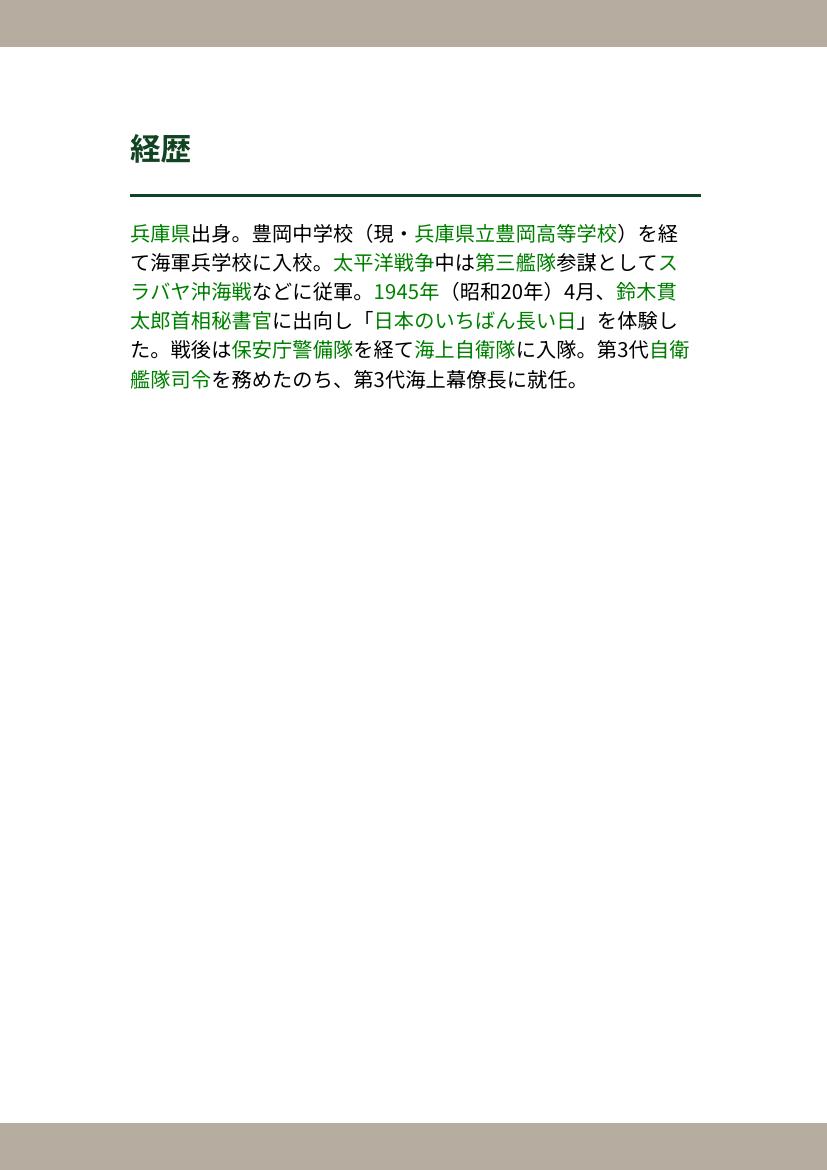 経歴
兵庫県出身。豊岡中学校（現・兵庫県立豊岡高等学校）を経
て海軍兵学校に入校。太平洋戦争中は第三艦隊参謀としてス
ラバヤ沖海戦などに従軍。1945年（昭和20年）4月、鈴木貫
太郎首相秘書官に出向し「日本のいちばん長い日」を体験し
た。戦後は保安庁警備隊を経て海上自衛隊に入隊。第3代自衛
艦隊司令を務めたのち、第3代海上幕僚長に就任。